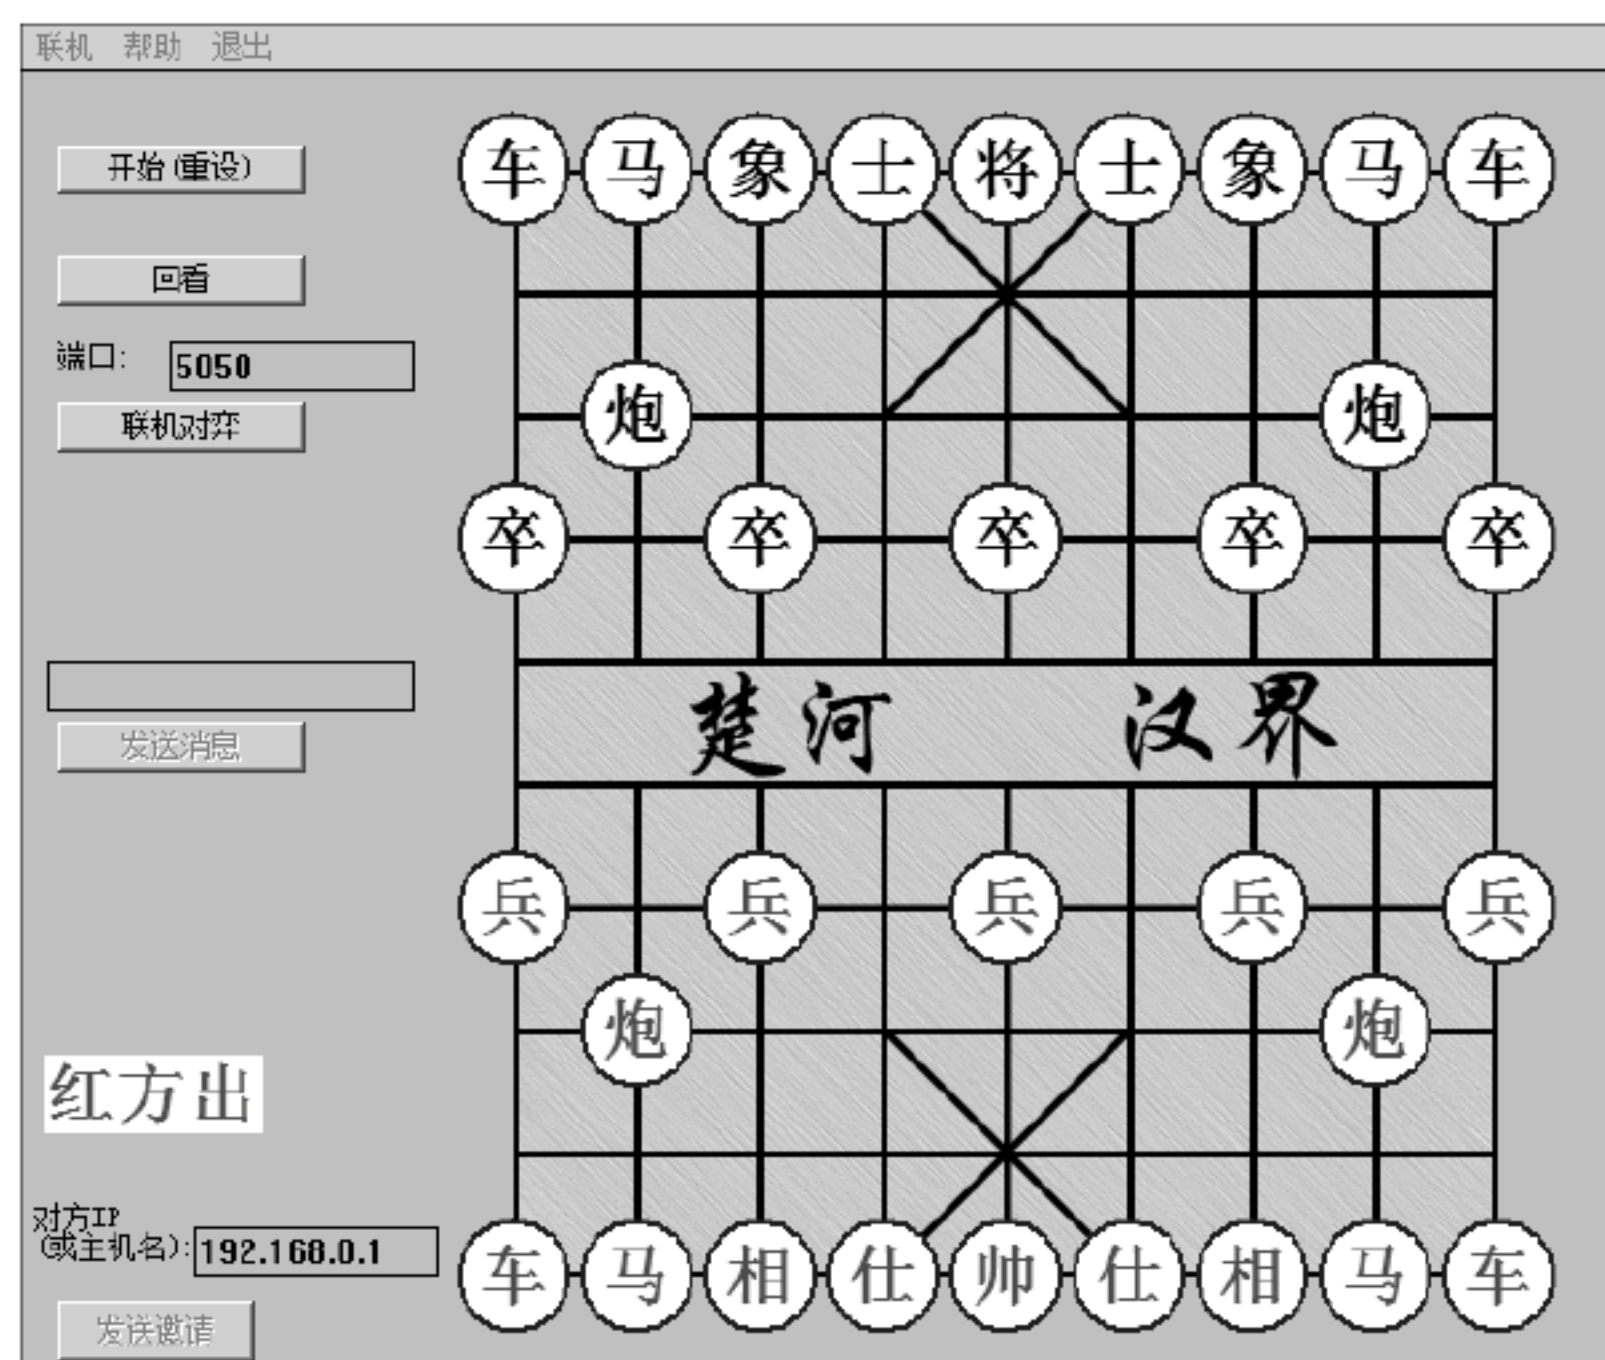 联机 帮助 退出
开始(重设)
回看
端口: 5050
联机对弈
发送消息
红方出
对方IP
(或主机名): 192.168.0.1
发送邀请
车 马 象 士 将 士 象 马 车
炮 炮
卒 卒 卒 卒 卒
楚河 汉界
兵 兵 兵 兵 兵
炮 炮
车 马 相 仕 帅 仕 相 马 车